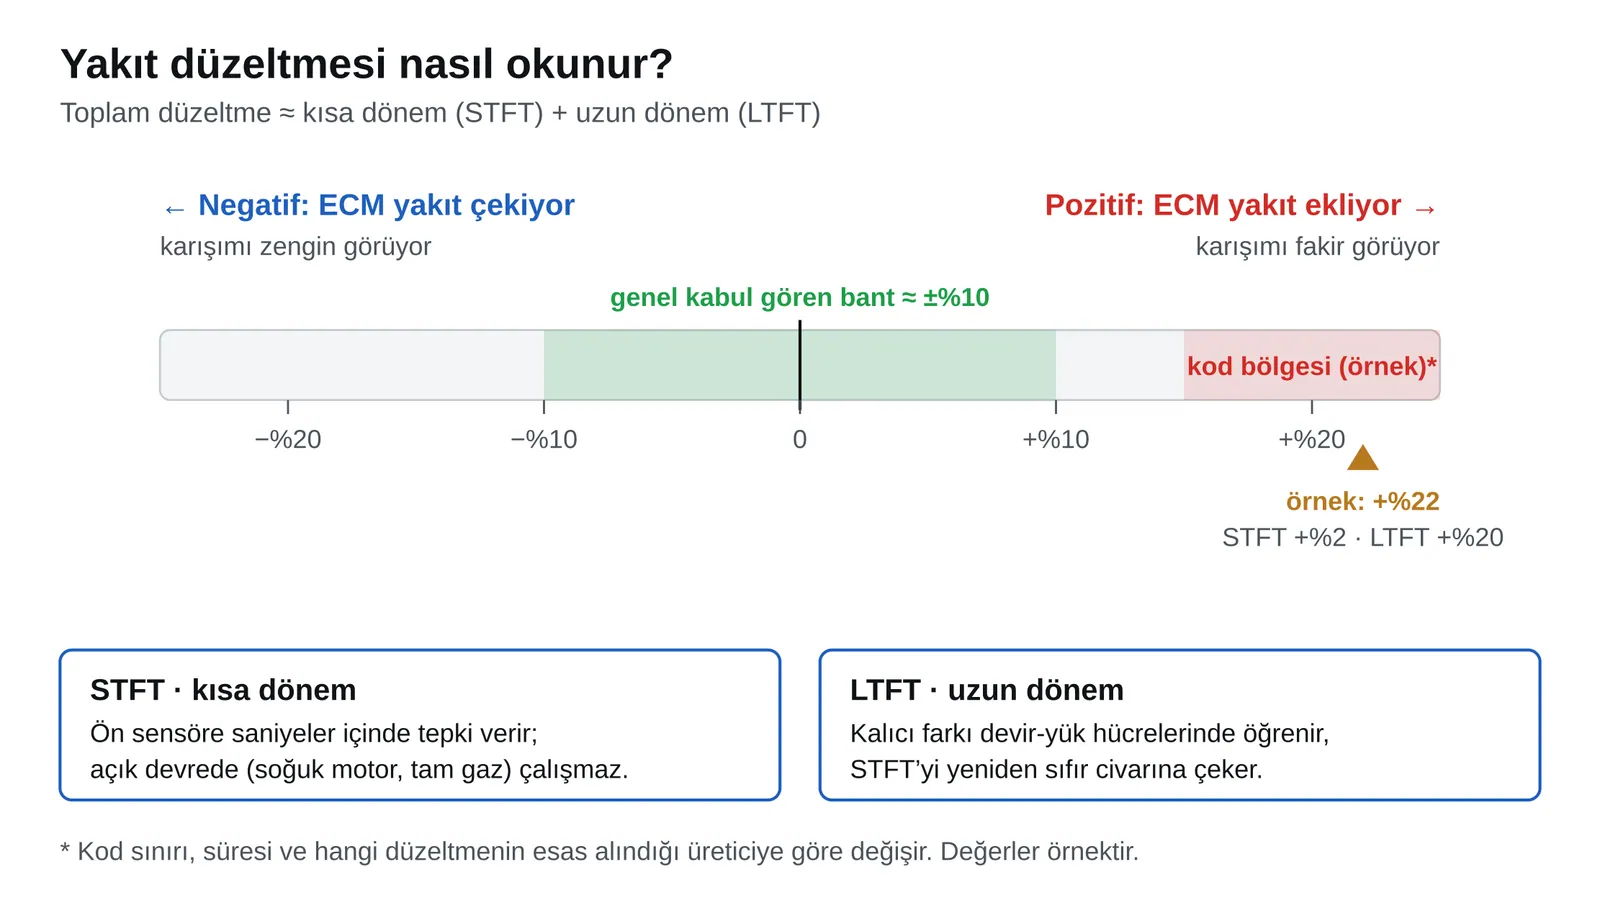 Yakıt düzeltmesi nasıl okunur?
Toplam düzeltme ≈ kısa dönem (STFT) + uzun dönem (LTFT)
← Negatif: ECM yakıt çekiyor
karışımı zengin görüyor
Pozitif: ECM yakıt ekliyor →
karışımı fakir görüyor
genel kabul gören bant ≈ ±%10
kod bölgesi (örnek)*
−%20
−%10
0
+%10
+%20
örnek: +%22
STFT +%2 · LTFT +%20
STFT · kısa dönem
Ön sensöre saniyeler içinde tepki verir;
açık devrede (soğuk motor, tam gaz) çalışmaz.
LTFT · uzun dönem
Kalıcı farkı devir-yük hücrelerinde öğrenir,
STFT’yi yeniden sıfır civarına çeker.
* Kod sınırı, süresi ve hangi düzeltmenin esas alındığı üreticiye göre değişir. Değerler örnektir.